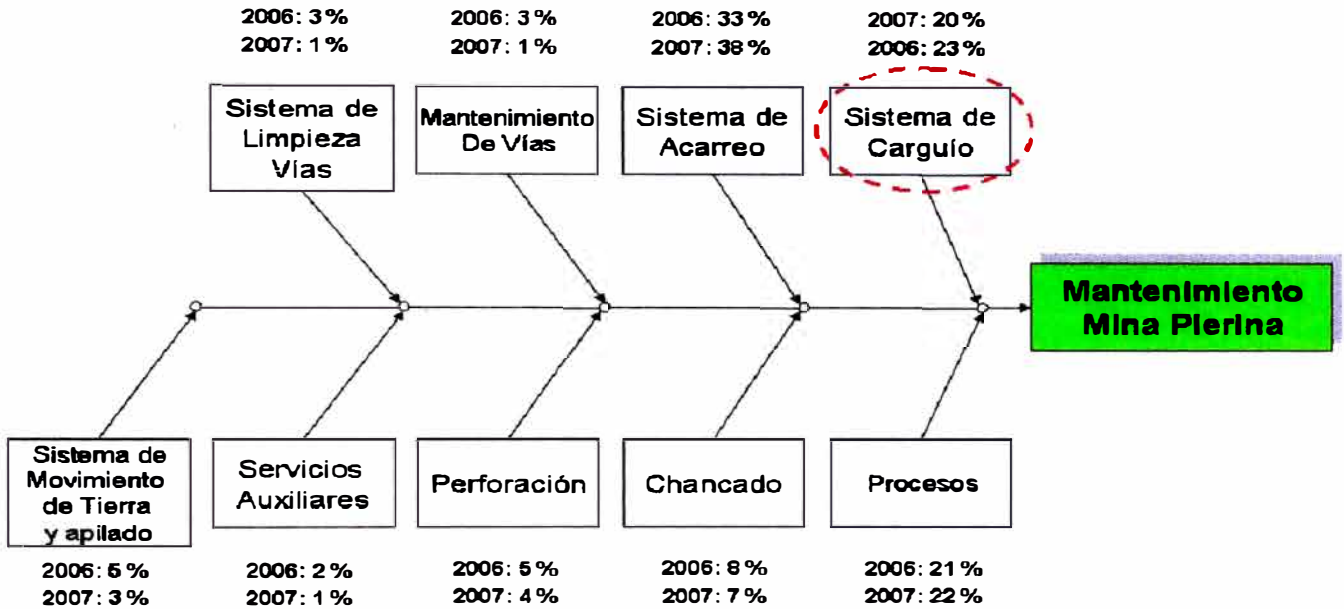 2006: 3%
2007: 1%
2006: 3%
2007: 1%
2006: 33%
2007: 38%
2007: 20%
2006: 23%
Sistema de
Limpieza
Vías
Mantenimiento
De Vías
Sistema de
Acarreo
Sistema de
Carguío
Mantenimiento
Mina Pierina
Sistema de
Movimiento
de Tierra
y apilado
Servicios
Auxiliares
Perforación
Chancado
Procesos
2006: 5%
2007: 3%
2006: 2%
2007: 1%
2006: 5%
2007: 4%
2006: 8%
2007: 7%
2006: 21%
2007: 22%